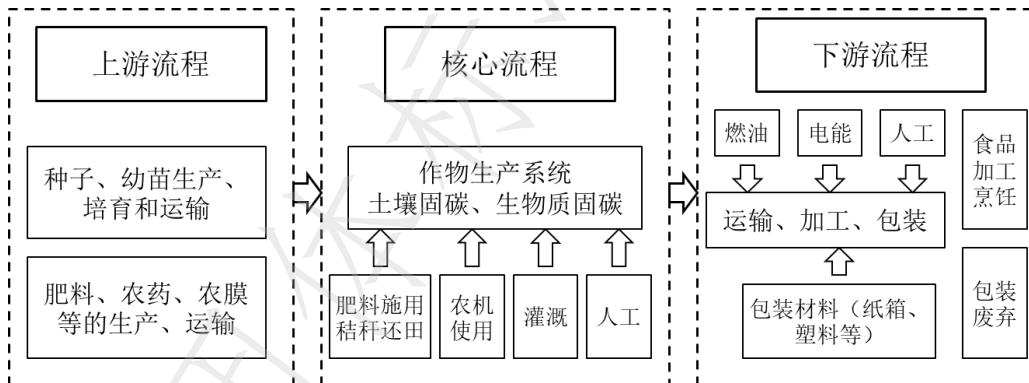 上游流程
种子、幼苗生产、
培育和运输
肥料、农药、农膜
等的生产、运输
核心流程
作物生产系统
土壤固碳、生物质固碳
肥料施用
秸秆还田
农机
使用
灌溉
人工
下游流程
燃油
电能
人工
运输、加工、包装
包装材料（纸箱、
塑料等）
食品
加工
烹饪
包装
废弃